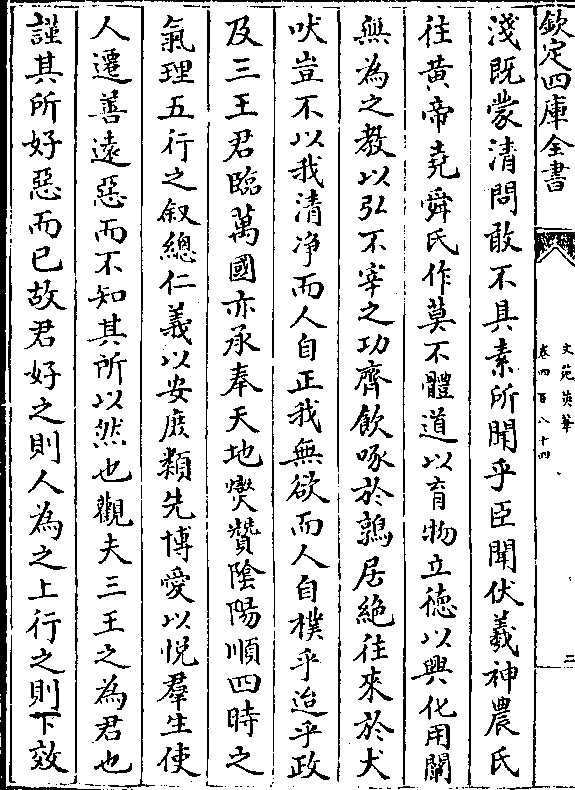 欽定四庫全書
文苑英華
卷四百八十四
二
淺既蒙清問敢不具素所聞乎臣聞伏羲神農氏
往黄帝堯舜氏作莫不體道以育物立徳以興化用闡
無為之教以弘不宰之功齊飲啄於鶉居絶往來於犬
吠豈不以我清净而人自正我無欲而人自樸乎迨乎政
及三王君臨萬國亦承奉天地爕贊陰陽順四時之
氣理五行之叙總仁義以安庻類先博愛以悦羣生使
人遷善遠惡而不知其所以然也觀夫三王之為君也
謹其所好惡而已故君好之則人為之上行之則下效